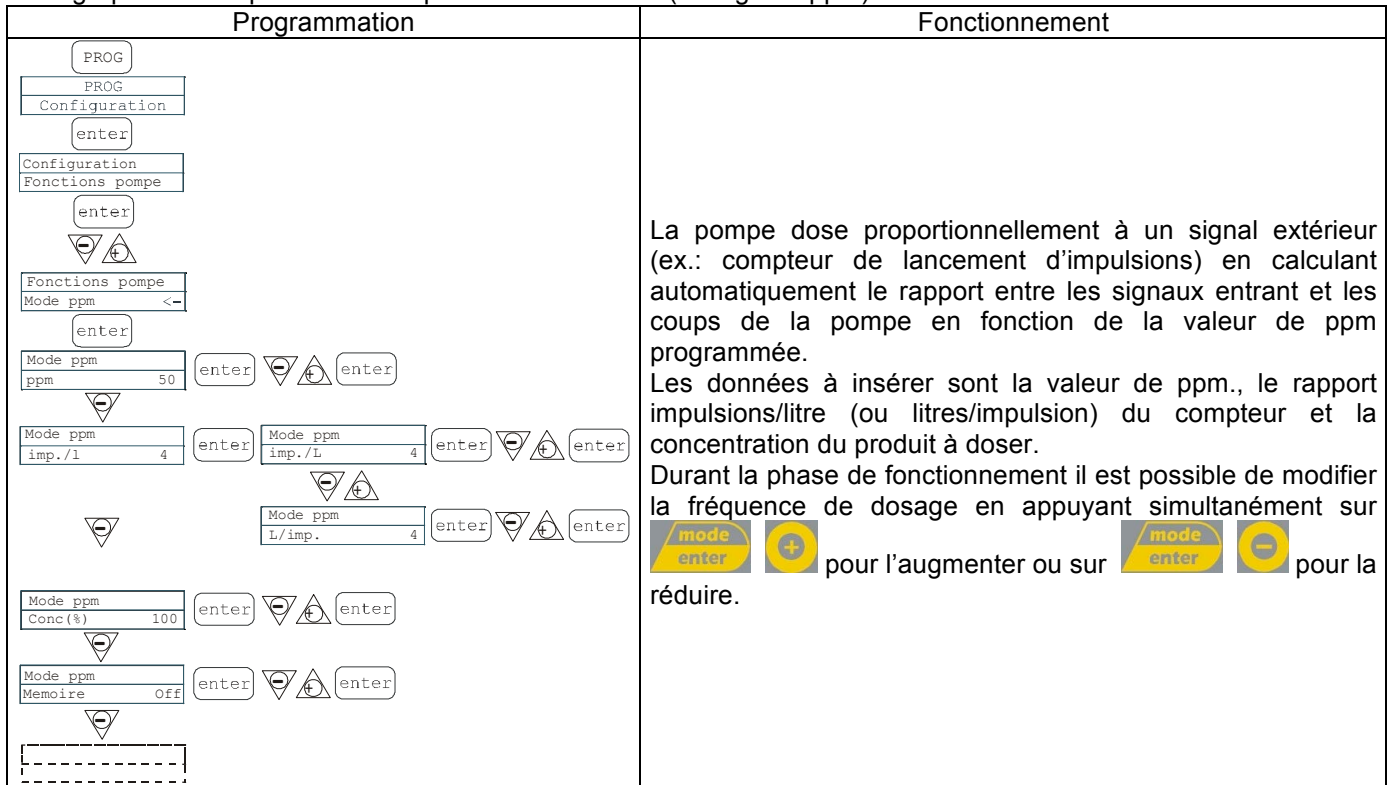 Programmation
Fonctionnement
PROG
PROG
Configuration
enter
Configuration
Fonctions pompe
enter
Fonctions pompe
Mode ppm <-
enter
Mode ppm
ppm 50
enter
enter
Mode ppm
imp./l 4
enter
Mode ppm
imp./L 4
enter
enter
Mode ppm
L/imp. 4
enter
enter
Mode ppm
Conc(%) 100
enter
enter
Mode ppm
Memoire Off
enter
enter
La pompe dose proportionnellement à un signal extérieur
(ex.: compteur de lancement d’impulsions) en calculant
automatiquement le rapport entre les signaux entrant et les
coups de la pompe en fonction de la valeur de ppm
programmée.
Les données à insérer sont la valeur de ppm., le rapport
impulsions/litre (ou litres/impulsion) du compteur et la
concentration du produit à doser.
Durant la phase de fonctionnement il est possible de modifier
la fréquence de dosage en appuyant simultanément sur
mode enter + pour l’augmenter ou sur mode enter - pour la
réduire.